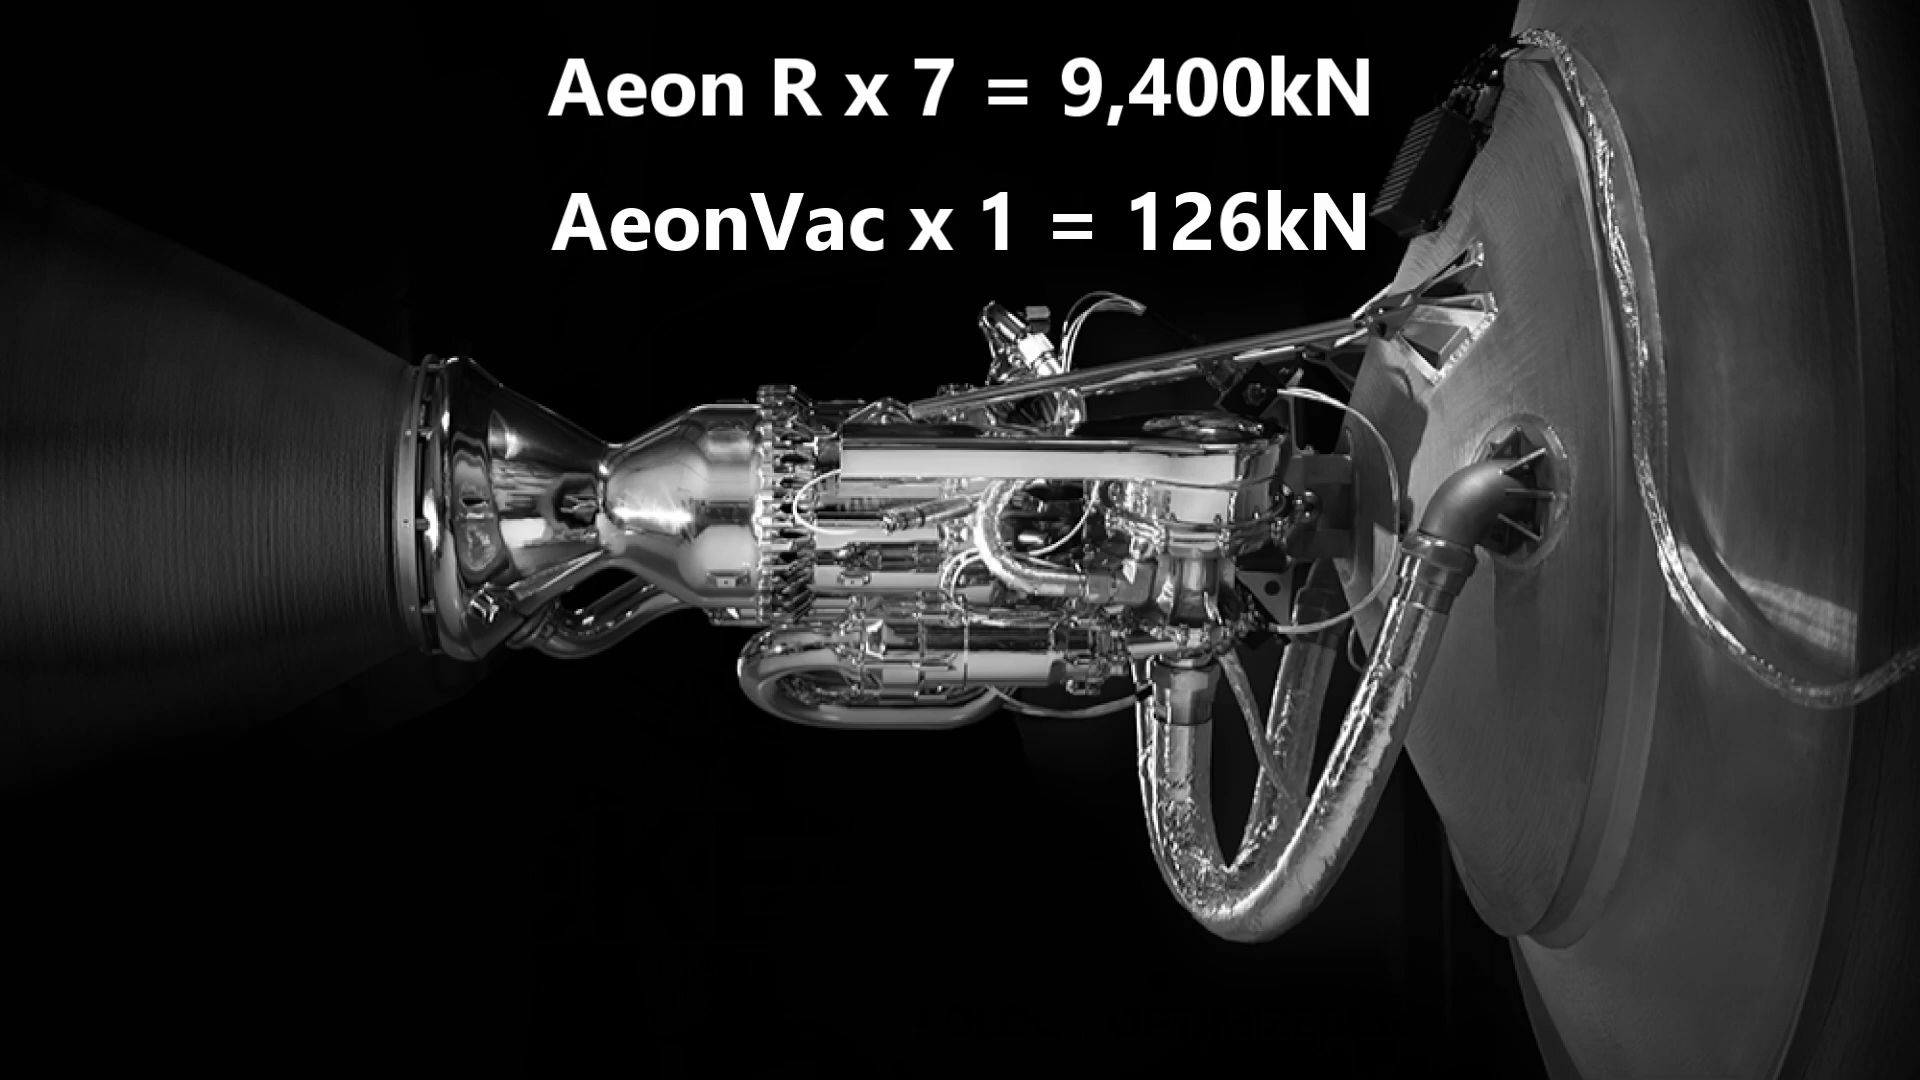 Aeon R x 7 = 9,400kN
AeonVac x 1 = 126kN